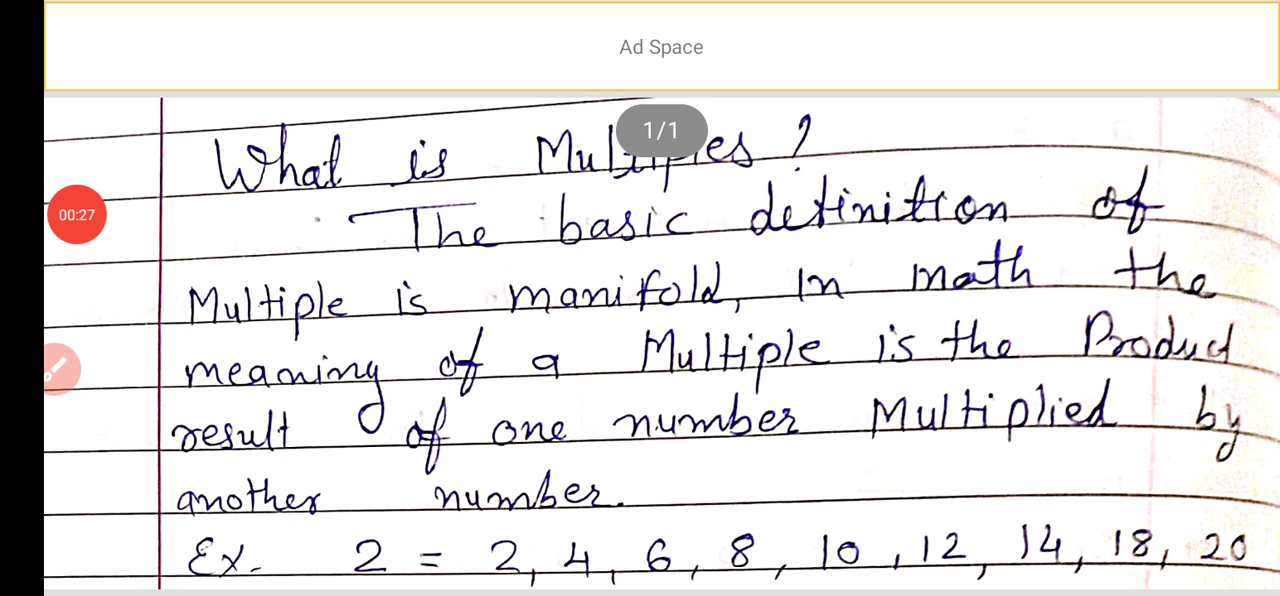 Ad Space
1/1
What is Multiples?
00:27
The basic definition of
Multiple is manifold, In math the
meaning of a Multiple is the Product
result of one number Multiplied by
another number.
Ex. 2 = 2, 4, 6, 8, 10, 12, 14, 18, 20